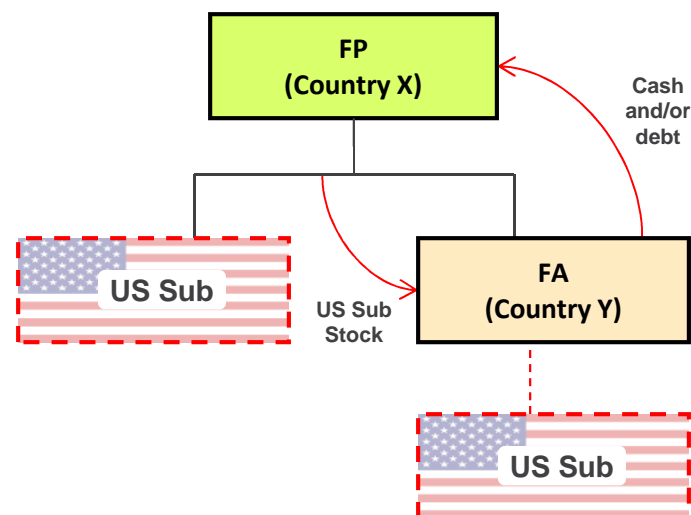 FP
(Country X)
Cash
and/or
debt
US Sub
US Sub
Stock
FA
(Country Y)
US Sub